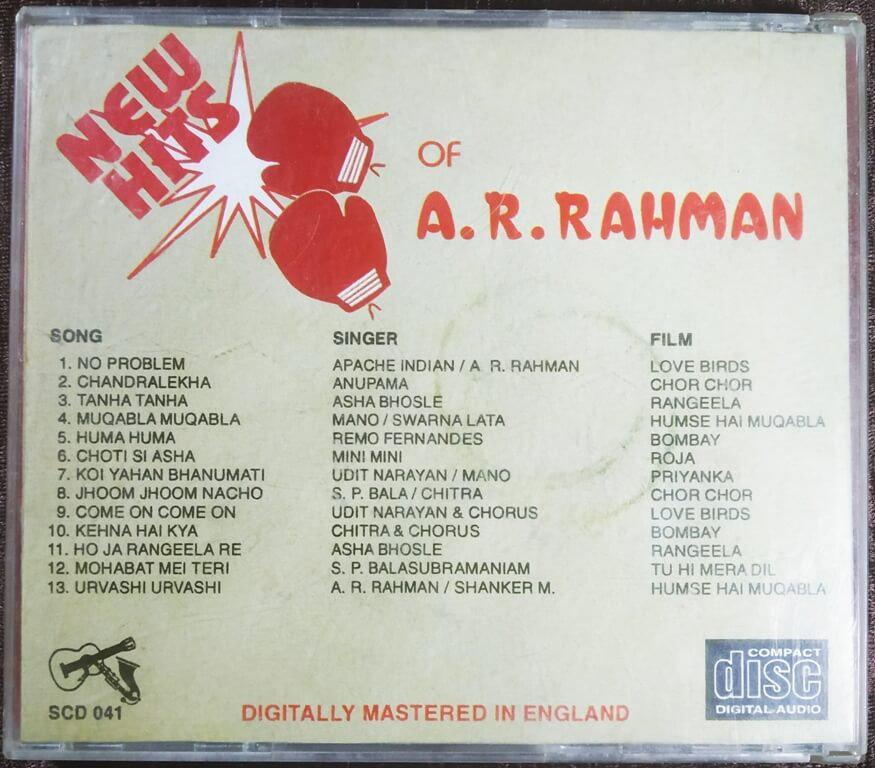 NEW
HITS
OF
A.R.RAHMAN
SONG SINGER FILM
1. NO PROBLEM APACHE INDIAN / A R. RAHMAN LOVE BIRDS
2. CHANDRALEKHA ANUPAMA CHOR CHOR
3. TANHA TANHA ASHA BHOSLE RANGEELA
4. MUQABLA MUQABLA MANO / SWARNA LATA HUMSE HAI MUQABLA
5. HUMA HUMA REMO FERNANDES BOMBAY
6. CHOTI SI ASHA MINI MINI ROJA
7. KOI YAHAN BHANUMATI UDIT NARAYAN / MANO PRIYANKA
8. JHOOM JHOOM NACHO S. P. BALA / CHITRA CHOR CHOR
9. COME ON COME ON UDIT NARAYAN & CHORUS LOVE BIRDS
10. KEHNA HAI KYA CHITRA & CHORUS BOMBAY
11. HO JA RANGEELA RE ASHA BHOSLE RANGEELA
12. MOHABAT MEI TERI S. P. BALASUBRAMANIAM TU HI MERA DIL
13. URVASHI URVASHI A. R. RAHMAN / SHANKER M. HUMSE HAI MUQABLA
SCD 041
DIGITALLY MASTERED IN ENGLAND
COMPACT
disc
DIGITAL AUDIO